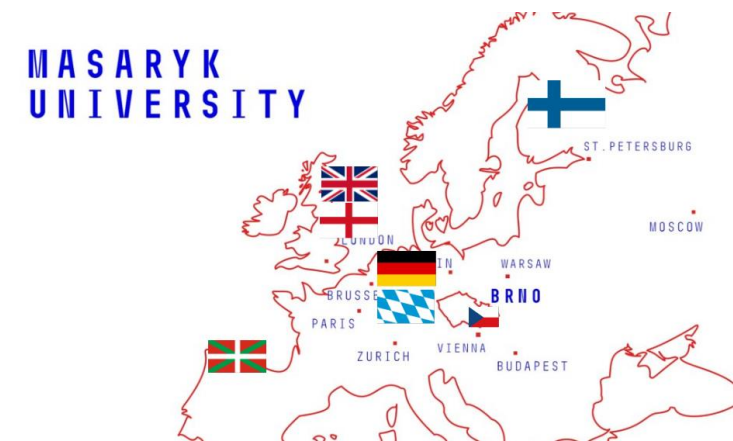 MASARYK
UNIVERSITY
ST.PETERSBURG
MOSCOW
LONDON
WARSAW
BRNO
PARIS
VIENNA
ZURICH
BUDAPEST